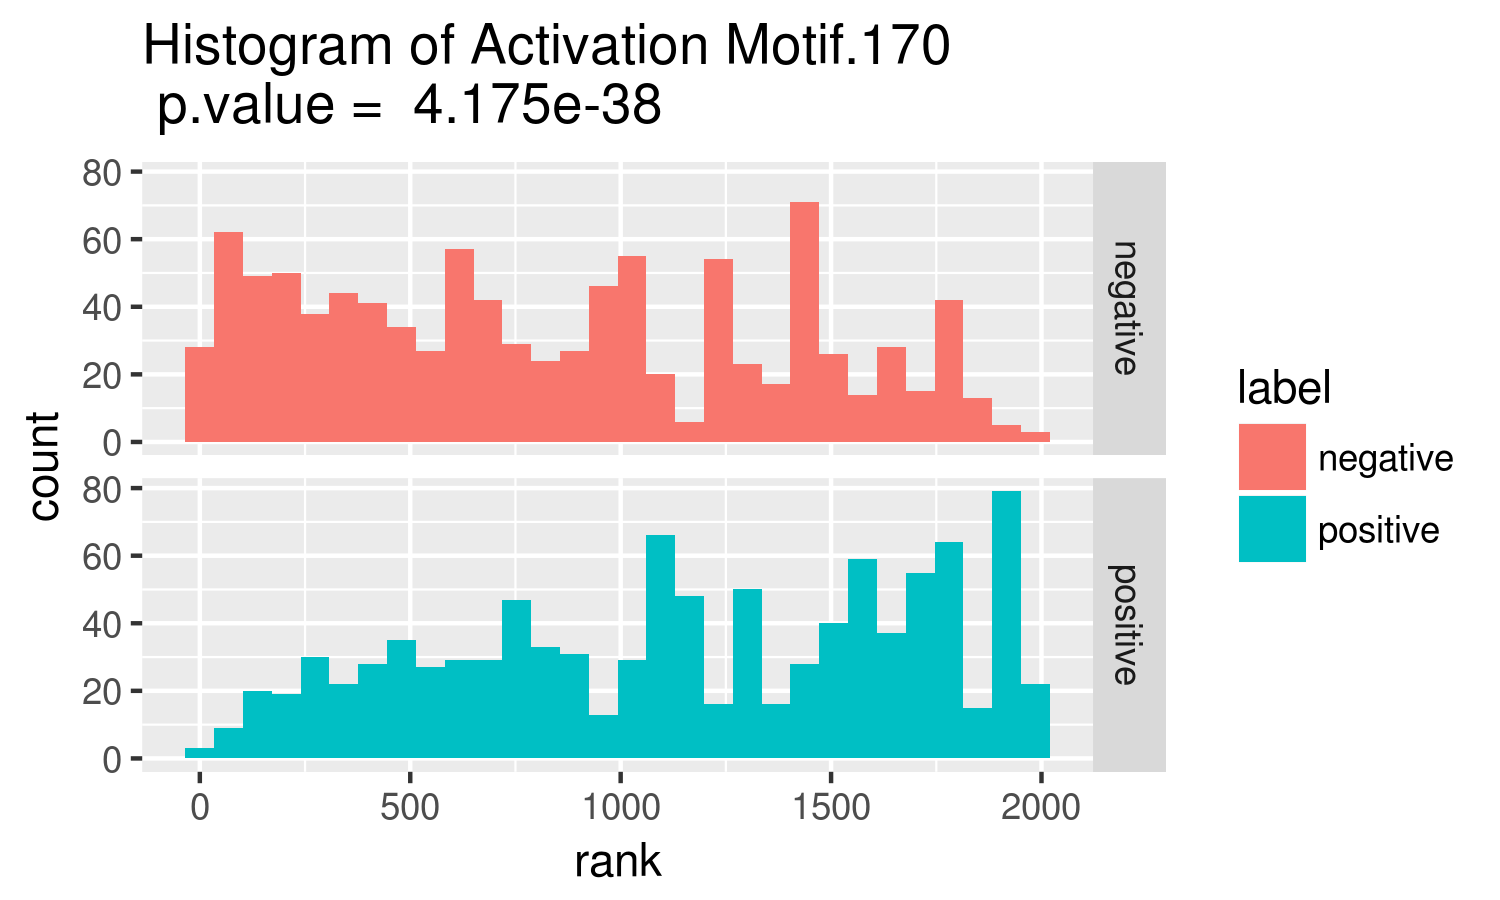 Histogram of Activation Motif.170
p.value =  4.175e-38
80
60
40
20
0
negative
80
60
40
20
0
positive
count
0 500 1000 1500 2000
rank
label
negative
positive